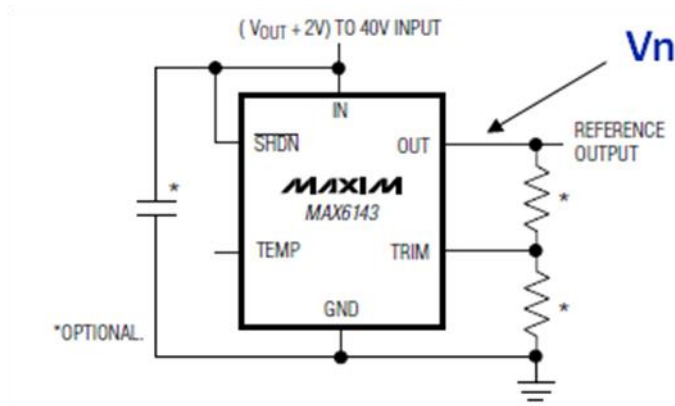 ( VOUT + 2V) TO 40V INPUT
Vn
IN
SHDN
OUT
REFERENCE
OUTPUT
*
MAXIM
*
MAX6143
TEMP
TRIM
GND
*
*OPTIONAL.